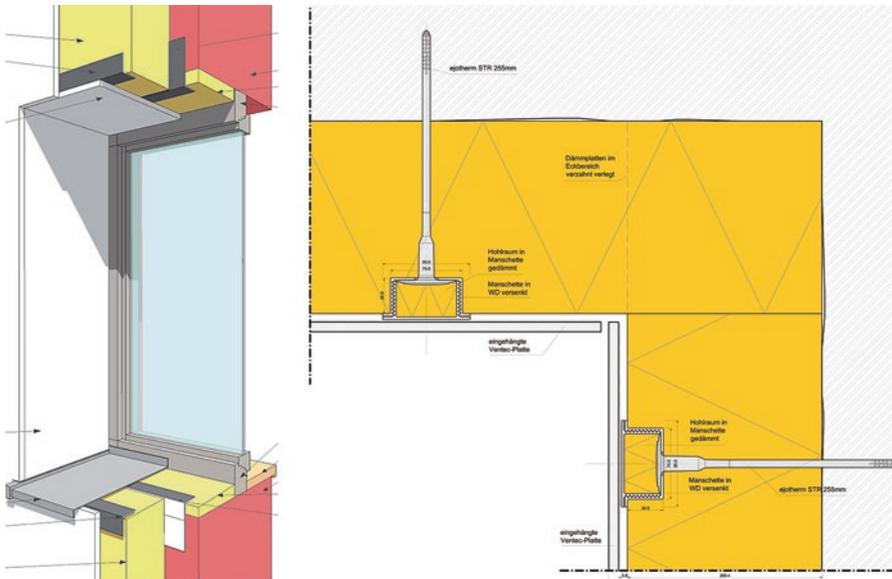 ejotherm STR 255mm
Dämmplatten im
Eckbereich
verzahnt verlegt
Hohlraum in
Manschette
gedämmt
Manschette in
WD versenkt
eingehängte
Ventec-Platte
Hohlraum in
Manschette
gedämmt
Manschette in
WD versenkt
ejotherm STR 255mm
eingehängte
Ventec-Platte